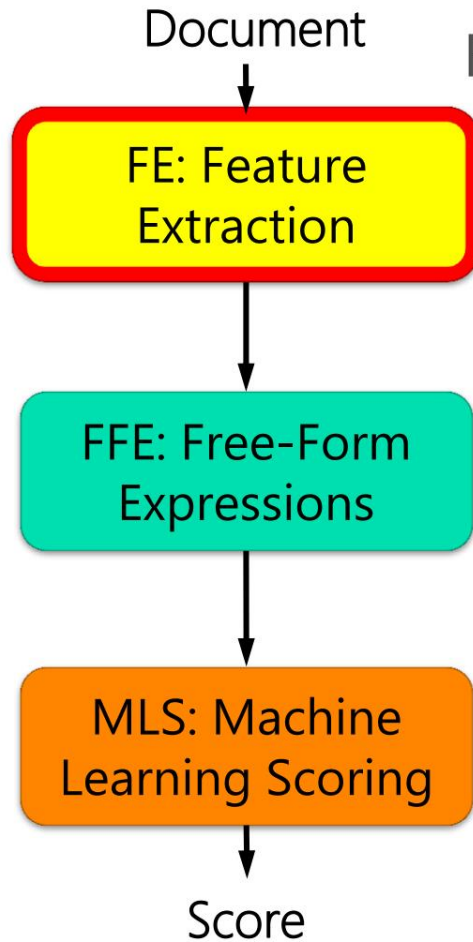 Document
FE: Feature
Extraction
FFE: Free-Form
Expressions
MLS: Machine
Learning Scoring
Score